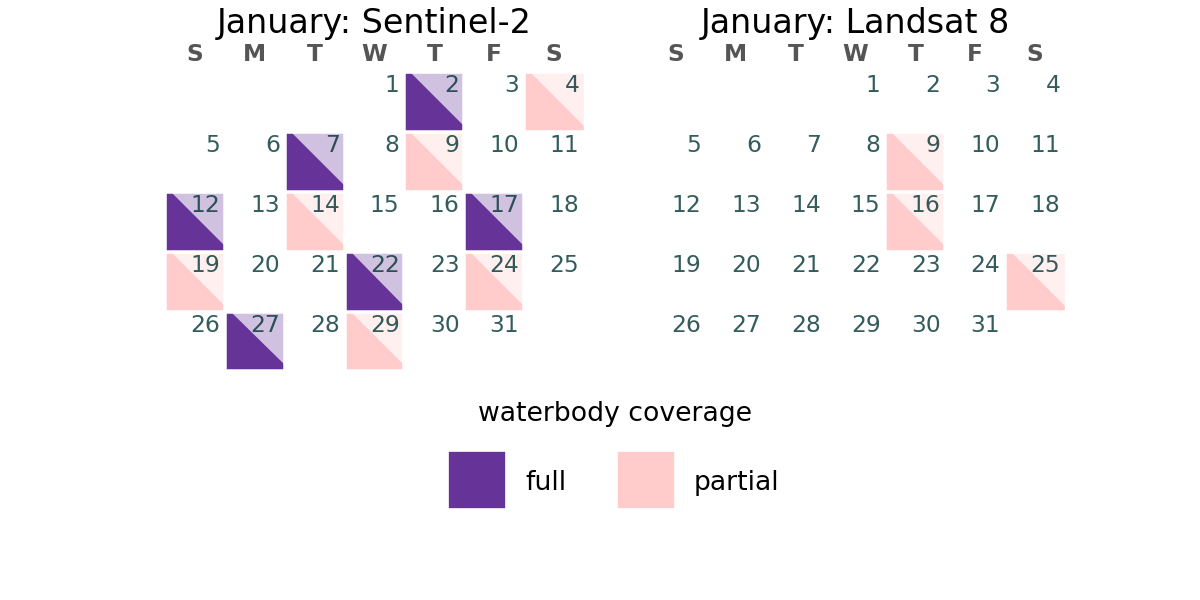 January: Sentinel-2
S M T W T F S
1 2 3 4
5 6 7 8 9 10 11
12 13 14 15 16 17 18
19 20 21 22 23 24 25
26 27 28 29 30 31
January: Landsat 8
S M T W T F S
1 2 3 4
5 6 7 8 9 10 11
12 13 14 15 16 17 18
19 20 21 22 23 24 25
26 27 28 29 30 31
waterbody coverage
full partial